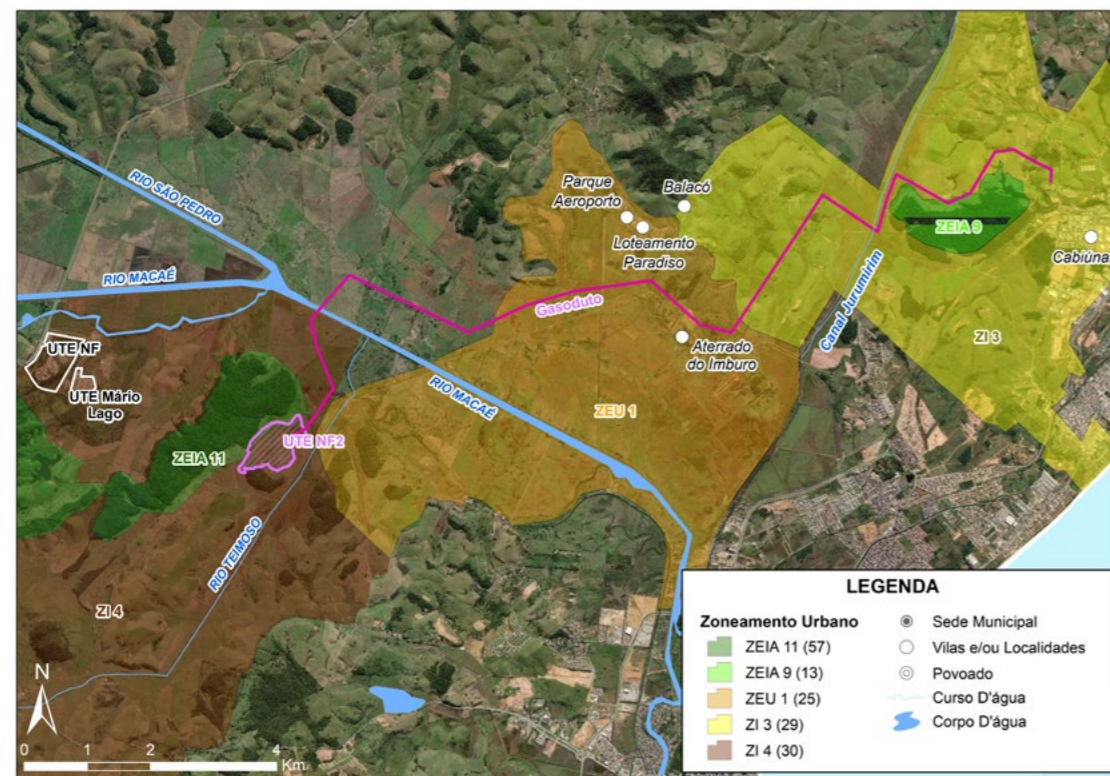 RIO SÃO PEDRO
RIO MACAÉ
Parque
Aeroporto
Balacó
Loteamento
Paradiso
ZEIA 9
Cabiúnas
Gasoduto
Canal Jurumirim
Aterrado
do Imburo
ZI 3
UTE NF
UTE Mário
Lago
RIO MACAÉ
ZEU 1
UTE NF2
ZEIA 11
RIO TEIMOSO
ZI 4
N
0 1 2 4
Km
LEGENDA
Zoneamento Urbano
ZEIA 11 (57)
ZEIA 9 (13)
ZEU 1 (25)
ZI 3 (29)
ZI 4 (30)
Sede Municipal
Vilas e/ou Localidades
Povoado
Curso D'água
Corpo D'água